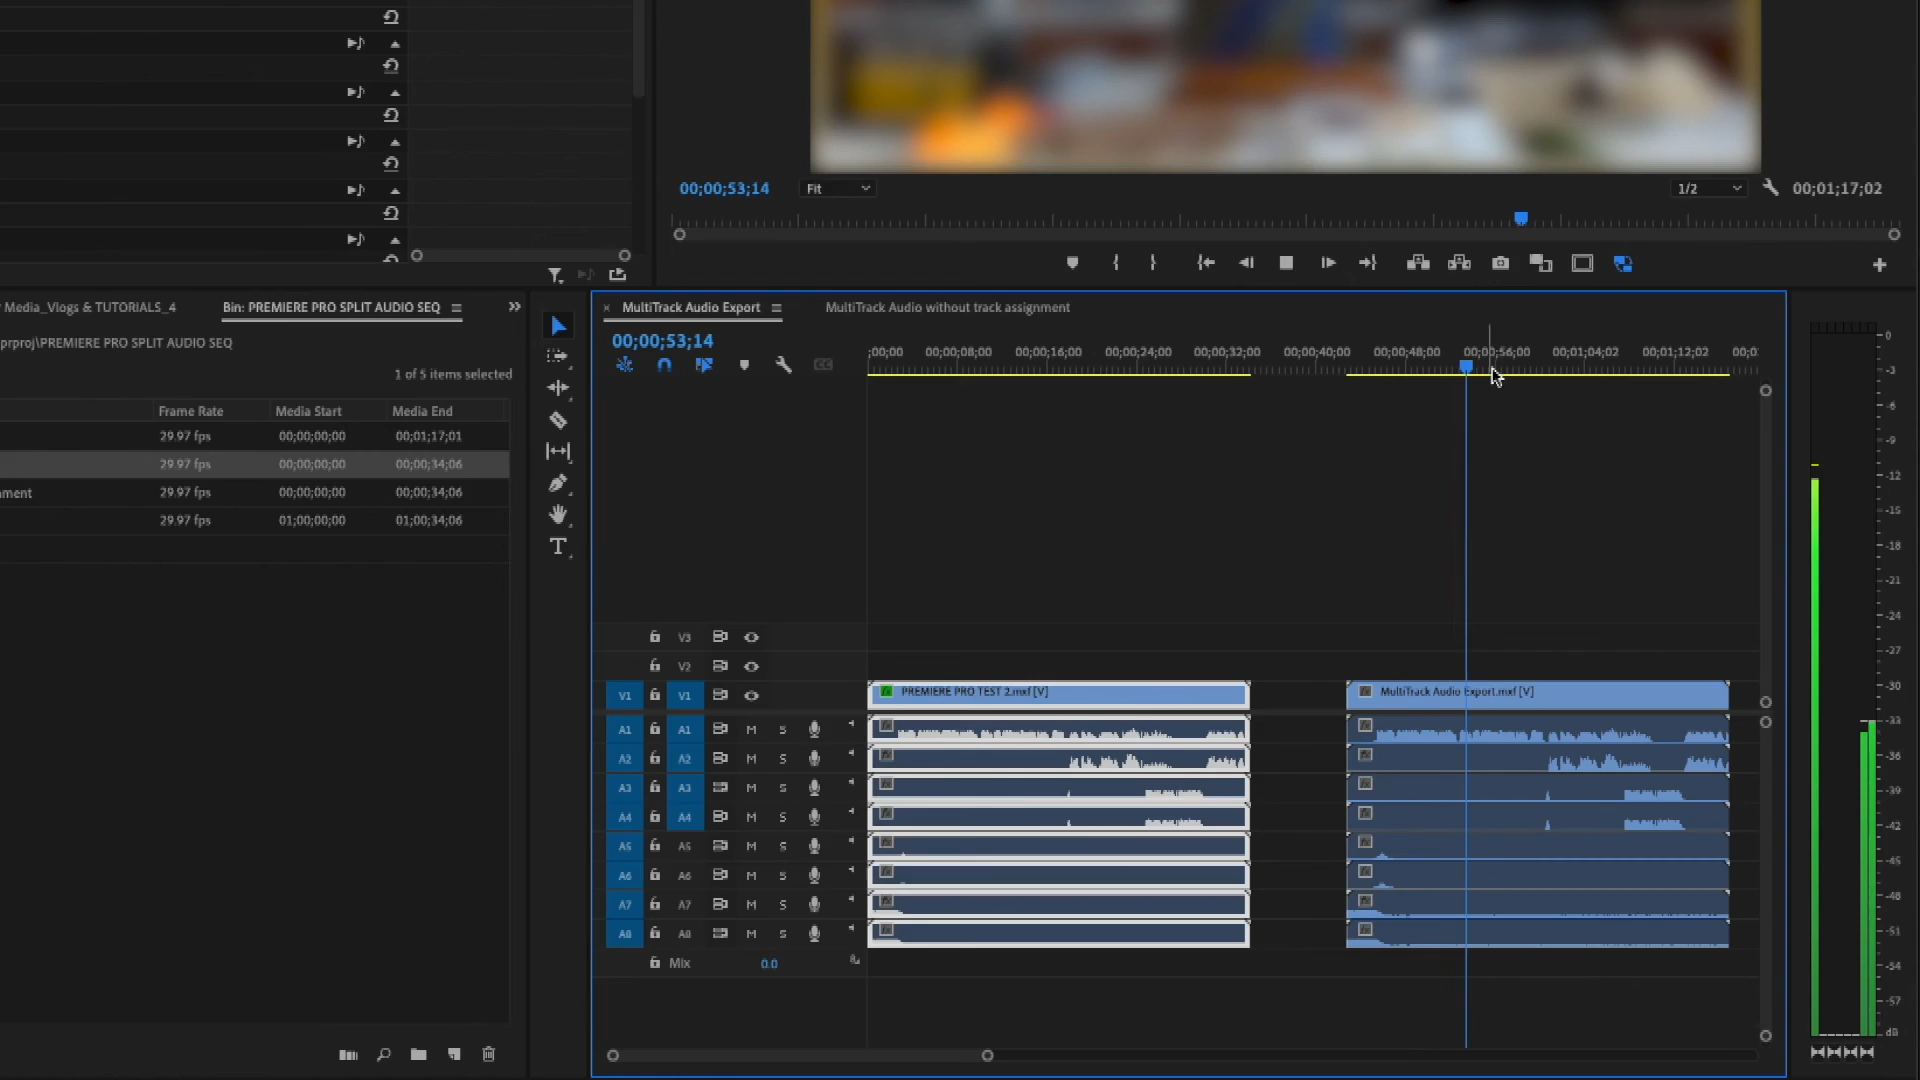 00;00;53;14 Fit 1/2 00;01;17;02
Media_Vlogs & TUTORIALS_4 Bin: PREMIERE PRO SPLIT AUDIO SEQ
prproj\PREMIERE PRO SPLIT AUDIO SEQ
1 of 5 items selected
Frame Rate Media Start Media End
29.97 fps 00;00;00;00 00;01;17;01
29.97 fps 00;00;00;00 00;00;34;06
nment 29.97 fps 00;00;00;00 00;00;34;06
29.97 fps 01;00;00;00 01;00;34;06
T
× MultiTrack Audio Export MultiTrack Audio without track assignment
00;00;53;14
;00;00 00;00;08;00 00;00;16;00 00;00;24;00 00;00;32;00 00;00;40;00 00;00;48;00 00;00;56;00 00;01;04;02 00;01;12;02 00;0
V3
V2
V1 V1 PREMIERE PRO TEST 2.mxf [V] MultiTrack Audio Export.mxf [V]
A1 A1 M S
A2 A2 M S
A3 A3 M S
A4 A4 M S
A5 A5 M S
A6 A6 M S
A7 A7 M S
A8 A8 M S
Mix 0.0
0
-3
-6
-9
-12
-15
-18
-21
-24
-27
-30
-33
-36
-39
-42
-45
-48
-51
-54
-57
dB